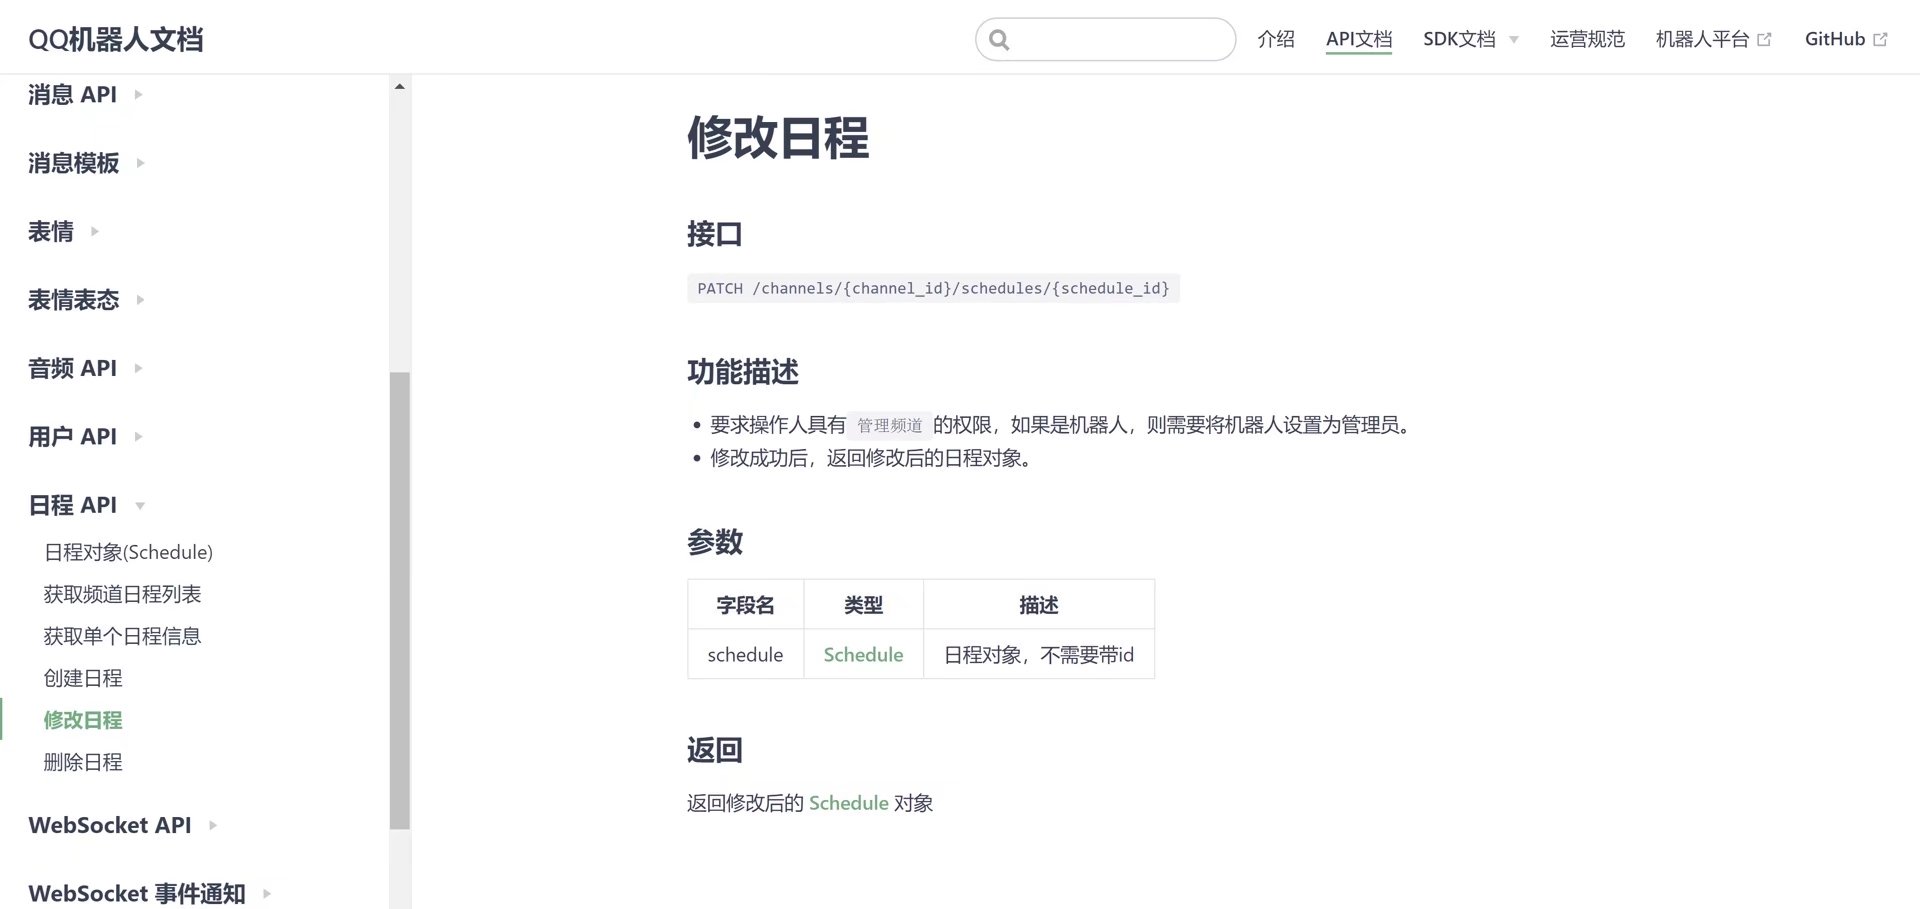 QQ机器人文档
介绍 API文档 SDK文档 运营规范 机器人平台 GitHub
消息 API
消息模板
表情
表情表态
音频 API
用户 API
日程 API
日程对象(Schedule)
获取频道日程列表
获取单个日程信息
创建日程
修改日程
删除日程
WebSocket API
WebSocket 事件通知
修改日程
接口
PATCH /channels/{channel_id}/schedules/{schedule_id}
功能描述
• 要求操作人具有 管理频道 的权限，如果是机器人，则需要将机器人设置为管理员。
• 修改成功后，返回修改后的日程对象。
参数
字段名 类型 描述
schedule Schedule 日程对象，不需要带id
返回
返回修改后的 Schedule 对象